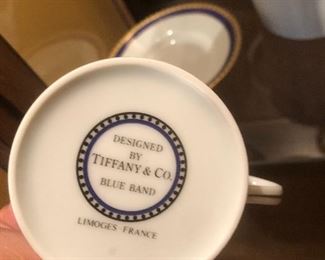 DESIGNED
BY
TIFFANY & CO.
BLUE BAND
LIMOGES FRANCE